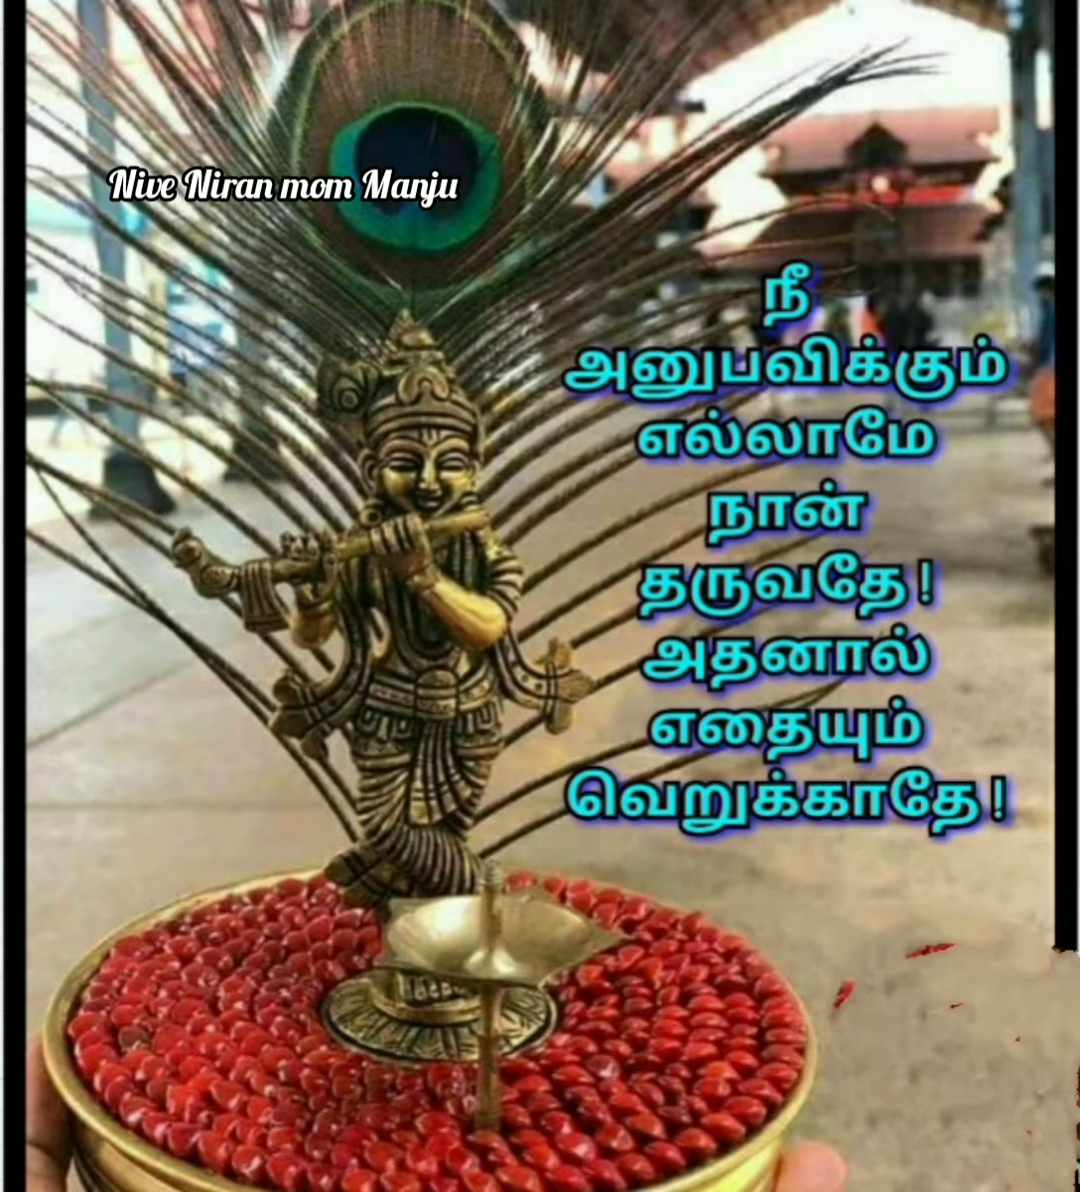 Nive Niran mom Manju
நீ
அனுபவிக்கும்
எல்லாமே
நான்
தருவதே!
அதனால்
எதையும்
வெறுக்காதே!